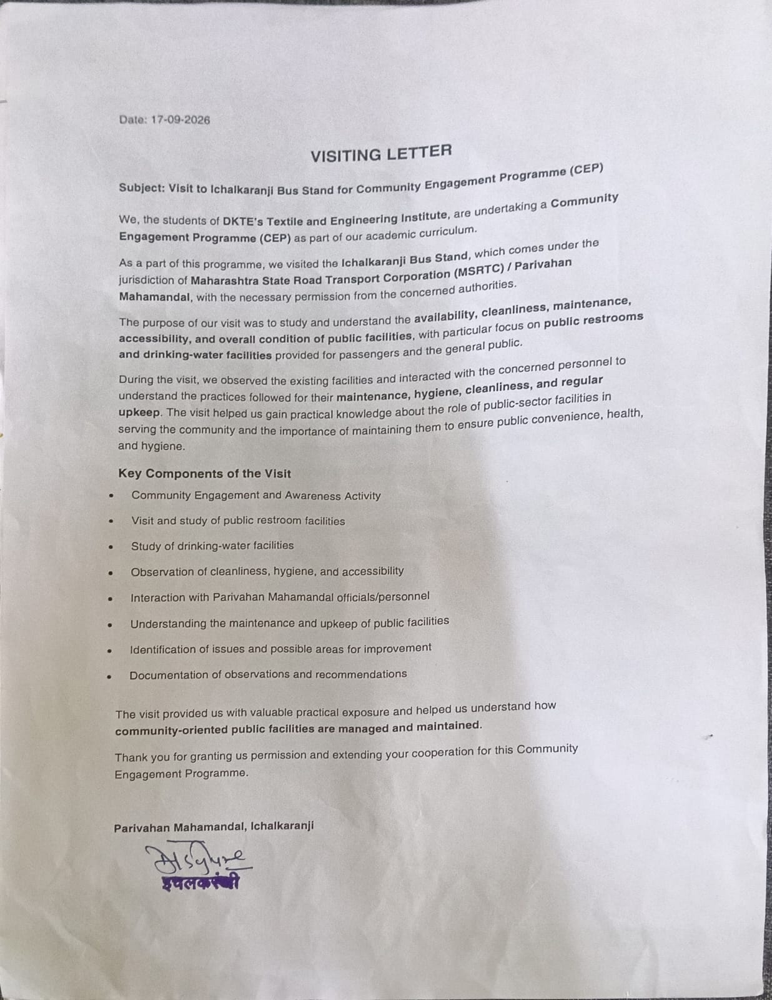 Date: 17-09-2026
VISITING LETTER
Subject: Visit to Ichalkaranji Bus Stand for Community Engagement Programme (CEP)
We, the students of DKTE's Textile and Engineering Institute, are undertaking a Community
Engagement Programme (CEP) as part of our academic curriculum.
As a part of this programme, we visited the Ichalkaranji Bus Stand, which comes under the
jurisdiction of Maharashtra State Road Transport Corporation (MSRTC) / Parivahan
Mahamandal, with the necessary permission from the concerned authorities.
The purpose of our visit was to study and understand the availability, cleanliness, maintenance,
accessibility, and overall condition of public facilities, with particular focus on public restrooms
and drinking-water facilities provided for passengers and the general public.
During the visit, we observed the existing facilities and interacted with the concerned personnel to
understand the practices followed for their maintenance, hygiene, cleanliness, and regular
upkeep. The visit helped us gain practical knowledge about the role of public-sector facilities in
serving the community and the importance of maintaining them to ensure public convenience, health,
and hygiene.
Key Components of the Visit
• Community Engagement and Awareness Activity
• Visit and study of public restroom facilities
• Study of drinking-water facilities
• Observation of cleanliness, hygiene, and accessibility
• Interaction with Parivahan Mahamandal officials/personnel
• Understanding the maintenance and upkeep of public facilities
• Identification of issues and possible areas for improvement
• Documentation of observations and recommendations
The visit provided us with valuable practical exposure and helped us understand how
community-oriented public facilities are managed and maintained.
Thank you for granting us permission and extending your cooperation for this Community
Engagement Programme.
Parivahan Mahamandal, Ichalkaranji
इचलकरंजी